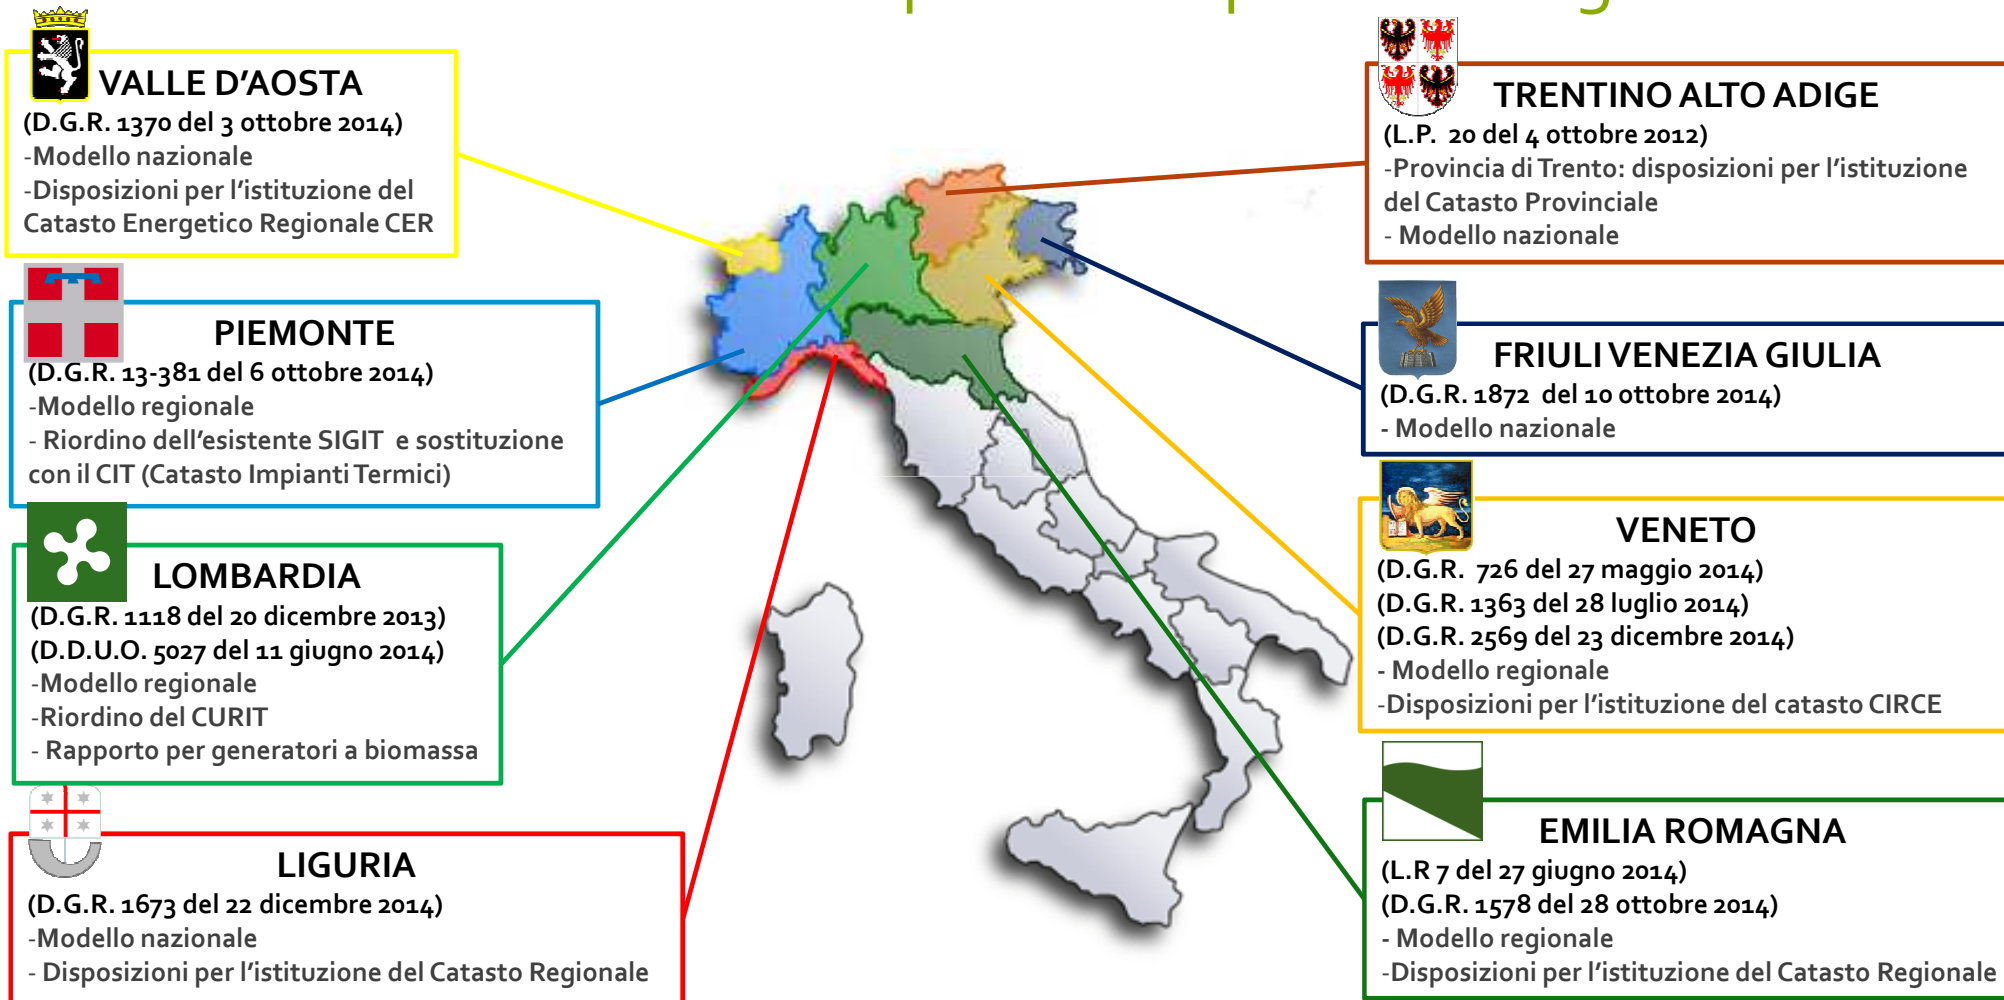 VALLE D'AOSTA
(D.G.R. 1370 del 3 ottobre 2014)
-Modello nazionale
-Disposizioni per l'istituzione del
Catasto Energetico Regionale CER
PIEMONTE
(D.G.R. 13-381 del 6 ottobre 2014)
-Modello regionale
- Riordino dell'esistente SIGIT e sostituzione
con il CIT (Catasto Impianti Termici)
LOMBARDIA
(D.G.R. 1118 del 20 dicembre 2013)
(D.D.U.O. 5027 del 11 giugno 2014)
-Modello regionale
-Riordino del CURIT
- Rapporto per generatori a biomassa
LIGURIA
(D.G.R. 1673 del 22 dicembre 2014)
-Modello nazionale
- Disposizioni per l'istituzione del Catasto Regionale
TRENTINO ALTO ADIGE
(L.P. 20 del 4 ottobre 2012)
-Provincia di Trento: disposizioni per l'istituzione
del Catasto Provinciale
- Modello nazionale
FRIULI VENEZIA GIULIA
(D.G.R. 1872 del 10 ottobre 2014)
- Modello nazionale
VENETO
(D.G.R. 726 del 27 maggio 2014)
(D.G.R. 1363 del 28 luglio 2014)
(D.G.R. 2569 del 23 dicembre 2014)
- Modello regionale
-Disposizioni per l'istituzione del catasto CIRCE
EMILIA ROMAGNA
(L.R 7 del 27 giugno 2014)
(D.G.R. 1578 del 28 ottobre 2014)
- Modello regionale
-Disposizioni per l'istituzione del Catasto Regionale